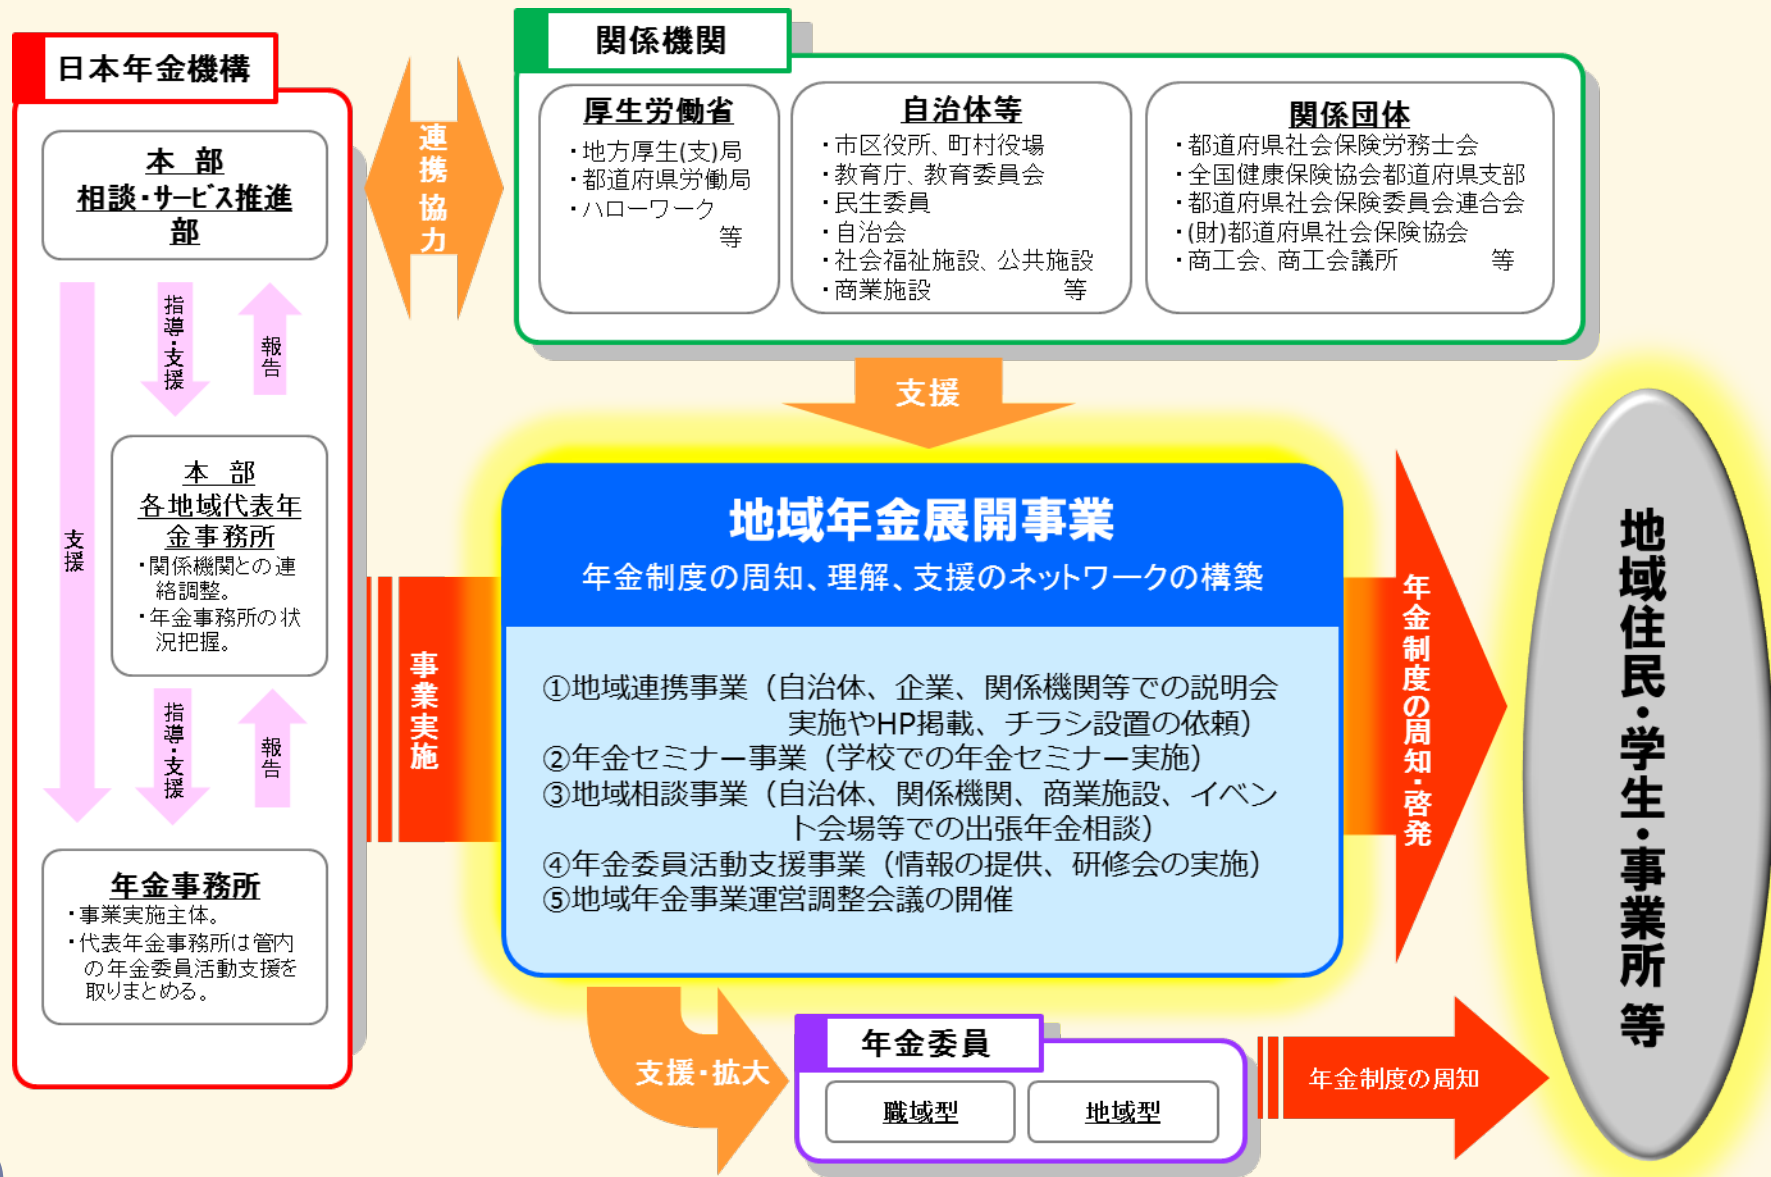 日本年金機構
本 部
相談・サービス推進
部
指導・支援
報告
支援
本 部
各地域代表年
金事務所
・関係機関との連
絡調整。
・年金事務所の状
況把握。
指導・支援
報告
年金事務所
・事業実施主体。
・代表年金事務所は管内
の年金委員活動支援を
取りまとめる。
連携協力
関係機関
厚生労働省
・地方厚生(支)局
・都道府県労働局
・ハローワーク
等
自治体等
・市区役所、町村役場
・教育庁、教育委員会
・民生委員
・自治会
・社会福祉施設、公共施設
・商業施設 等
関係団体
・都道府県社会保険労務士会
・全国健康保険協会都道府県支部
・都道府県社会保険委員会連合会
・(財)都道府県社会保険協会
・商工会、商工会議所 等
支援
事業実施
地域年金展開事業
年金制度の周知、理解、支援のネットワークの構築
①地域連携事業（自治体、企業、関係機関等での説明会
実施やHP掲載、チラシ設置の依頼）
②年金セミナー事業（学校での年金セミナー実施）
③地域相談事業（自治体、関係機関、商業施設、イベン
ト会場等での出張年金相談）
④年金委員活動支援事業（情報の提供、研修会の実施）
⑤地域年金事業運営調整会議の開催
年金制度の周知・啓発
支援・拡大
年金委員
職域型
地域型
年金制度の周知
地域住民・学生・事業所 等